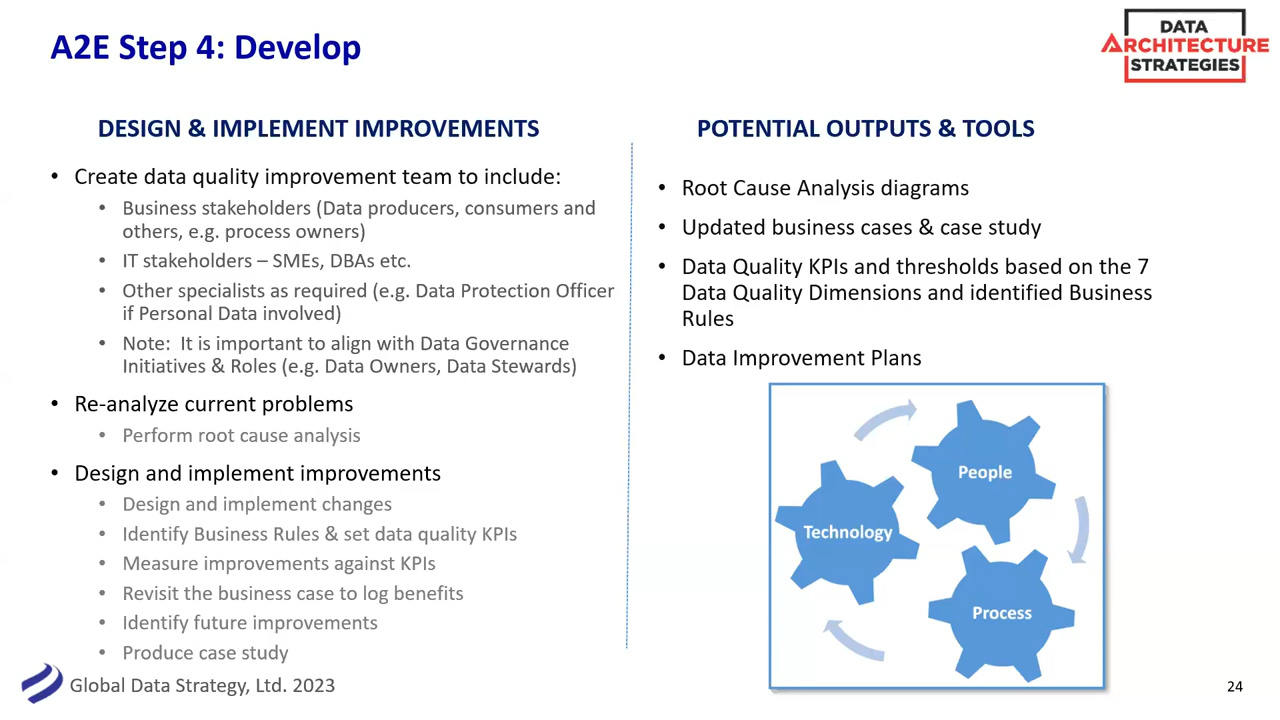 A2E Step 4: Develop
DATA
ARCHITECTURE
STRATEGIES
DESIGN & IMPLEMENT IMPROVEMENTS
• Create data quality improvement team to include:
• Business stakeholders (Data producers, consumers and
others, e.g. process owners)
• IT stakeholders – SMEs, DBAs etc.
• Other specialists as required (e.g. Data Protection Officer
if Personal Data involved)
• Note: It is important to align with Data Governance
Initiatives & Roles (e.g. Data Owners, Data Stewards)
• Re-analyze current problems
• Perform root cause analysis
• Design and implement improvements
• Design and implement changes
• Identify Business Rules & set data quality KPIs
• Measure improvements against KPIs
• Revisit the business case to log benefits
• Identify future improvements
• Produce case study
POTENTIAL OUTPUTS & TOOLS
• Root Cause Analysis diagrams
• Updated business cases & case study
• Data Quality KPIs and thresholds based on the 7
Data Quality Dimensions and identified Business
Rules
• Data Improvement Plans
People
Technology
Process
Global Data Strategy, Ltd. 2023
24